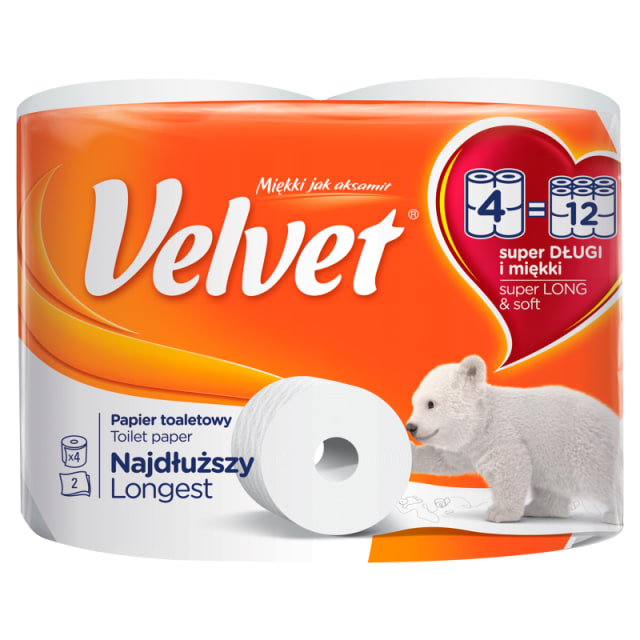 Miękki jak aksamit
Velvet®
4 = 12
super DŁUGI
i miękki
super LONG
& soft
Papier toaletowy
Toilet paper
x4
Najdłuższy
2
Longest